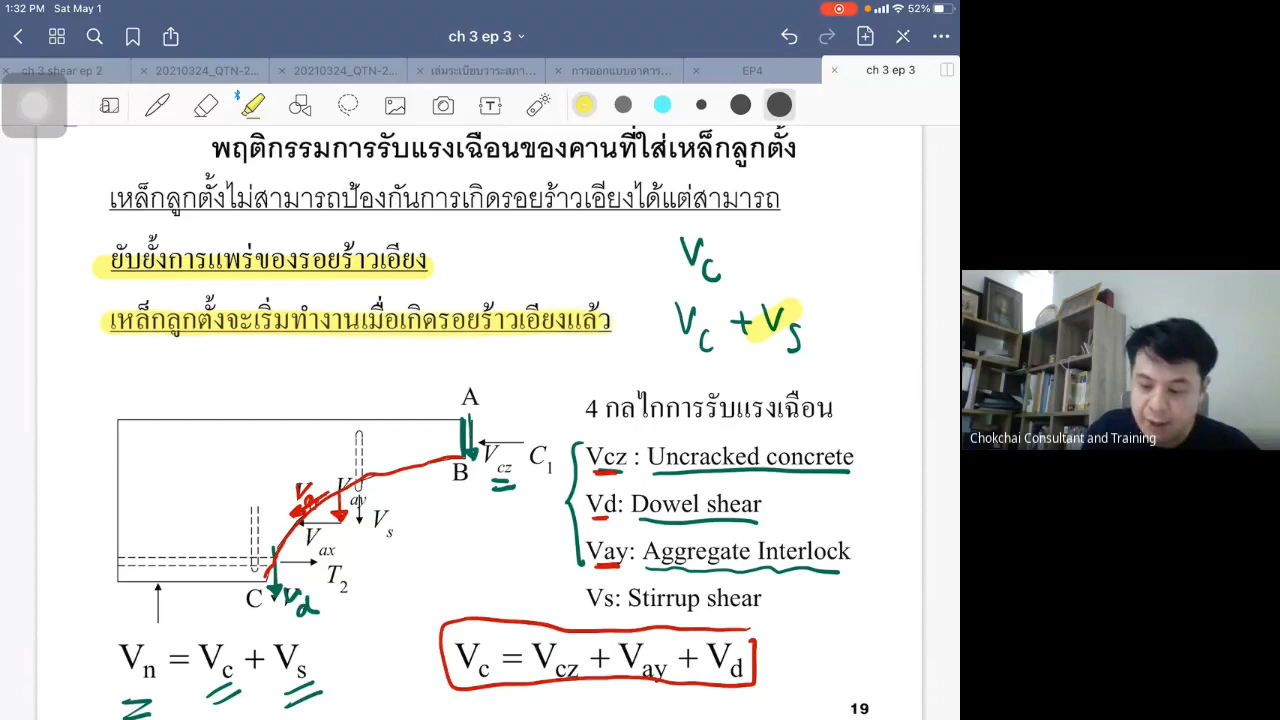 1:32 PM Sat May 1 52%
ch 3 ep 3
ch 3 shear ep 2 20210324_QTN-2... 20210324_QTN-2... เล่มระเบียบวาระสภา... การออกแบบอาคาร... EP4 ch 3 ep 3
พฤติกรรมการรับแรงเฉือนของคานที่ใส่เหล็กลูกตั้ง
เหล็กลูกตั้งไม่สามารถป้องกันการเกิดรอยร้าวเอียงได้แต่สามารถ
ยับยั้งการแพร่ของรอยร้าวเอียง
Vc
เหล็กลูกตั้งจะเริ่มทำงานเมื่อเกิดรอยร้าวเอียงแล้ว
Vc + Vs
A
B
C
Vcz
C1
Vay
Vs
Vax
T2
Vd
4 กลไกการรับแรงเฉือน
Vcz : Uncracked concrete
Vd: Dowel shear
Vay: Aggregate Interlock
Vs: Stirrup shear
Vn = Vc + Vs
Vc = Vcz + Vay + Vd
19
Chokchai Consultant and Training